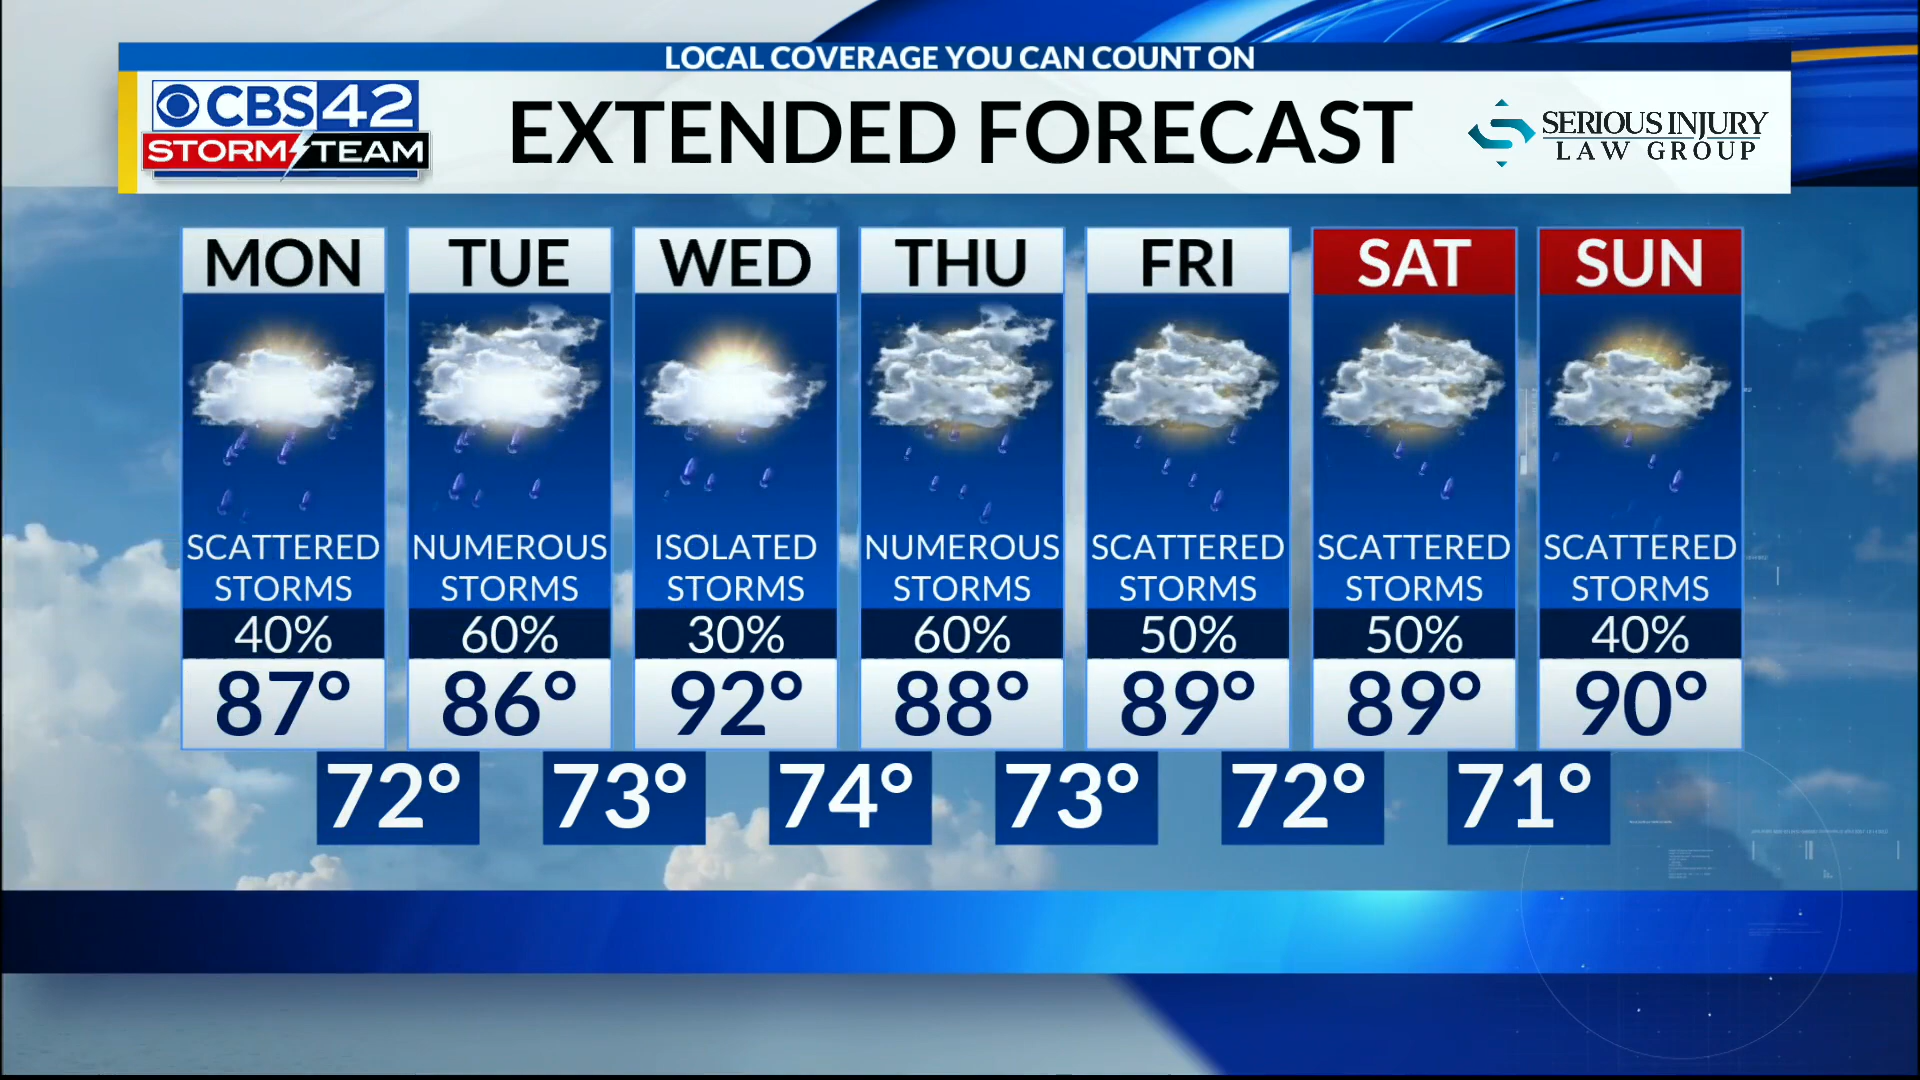 LOCAL COVERAGE YOU CAN COUNT ON
CBS 42
STORM TEAM
EXTENDED FORECAST
SERIOUS INJURY
LAW GROUP
MON TUE WED THU FRI SAT SUN
SCATTERED NUMEROUS ISOLATED NUMEROUS SCATTERED SCATTERED SCATTERED
STORMS STORMS STORMS STORMS STORMS STORMS STORMS
40% 60% 30% 60% 50% 50% 40%
87° 86° 92° 88° 89° 89° 90°
72° 73° 74° 73° 72° 71°